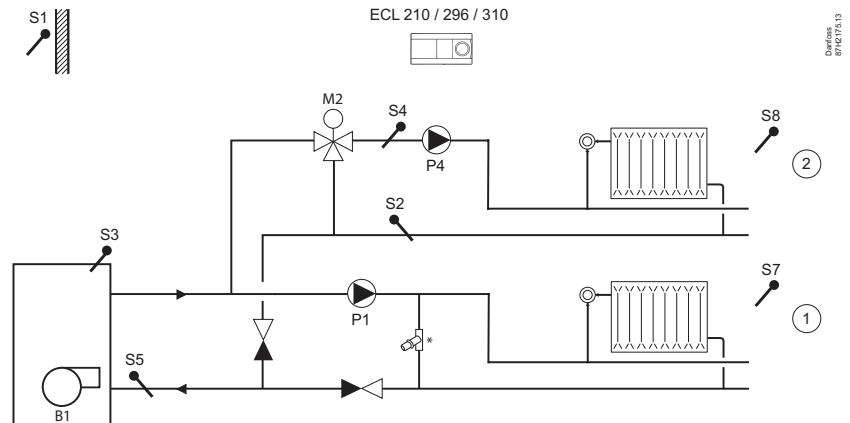 S1
ECL 210 / 296 / 310
Danfoss
87H2175.13
M2
S4
S8
P4
2
S2
S3
S7
P1
1
*
S5
B1